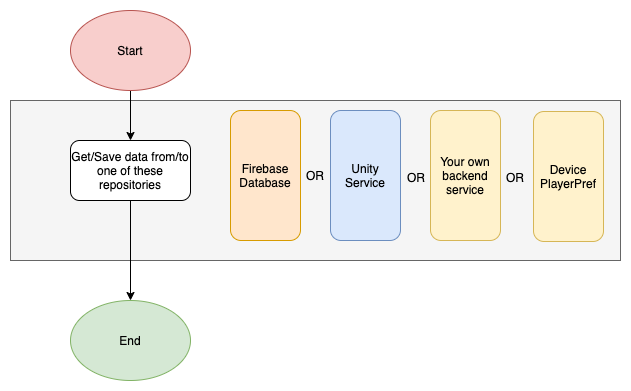 Start
Get/Save data from/to
one of these
repositories
Firebase
Database
OR
Unity
Service
OR
Your own
backend
service
OR
Device
PlayerPref
End